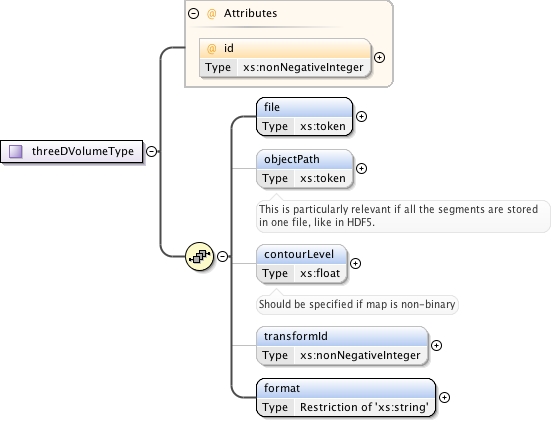 @ Attributes
@ id
Type xs:nonNegativeInteger
threeDVolumeType
file
Type xs:token
objectPath
Type xs:token
This is particularly relevant if all the segments are stored
in one file, like in HDF5.
contourLevel
Type xs:float
Should be specified if map is non-binary
transformId
Type xs:nonNegativeInteger
format
Type Restriction of 'xs:string'